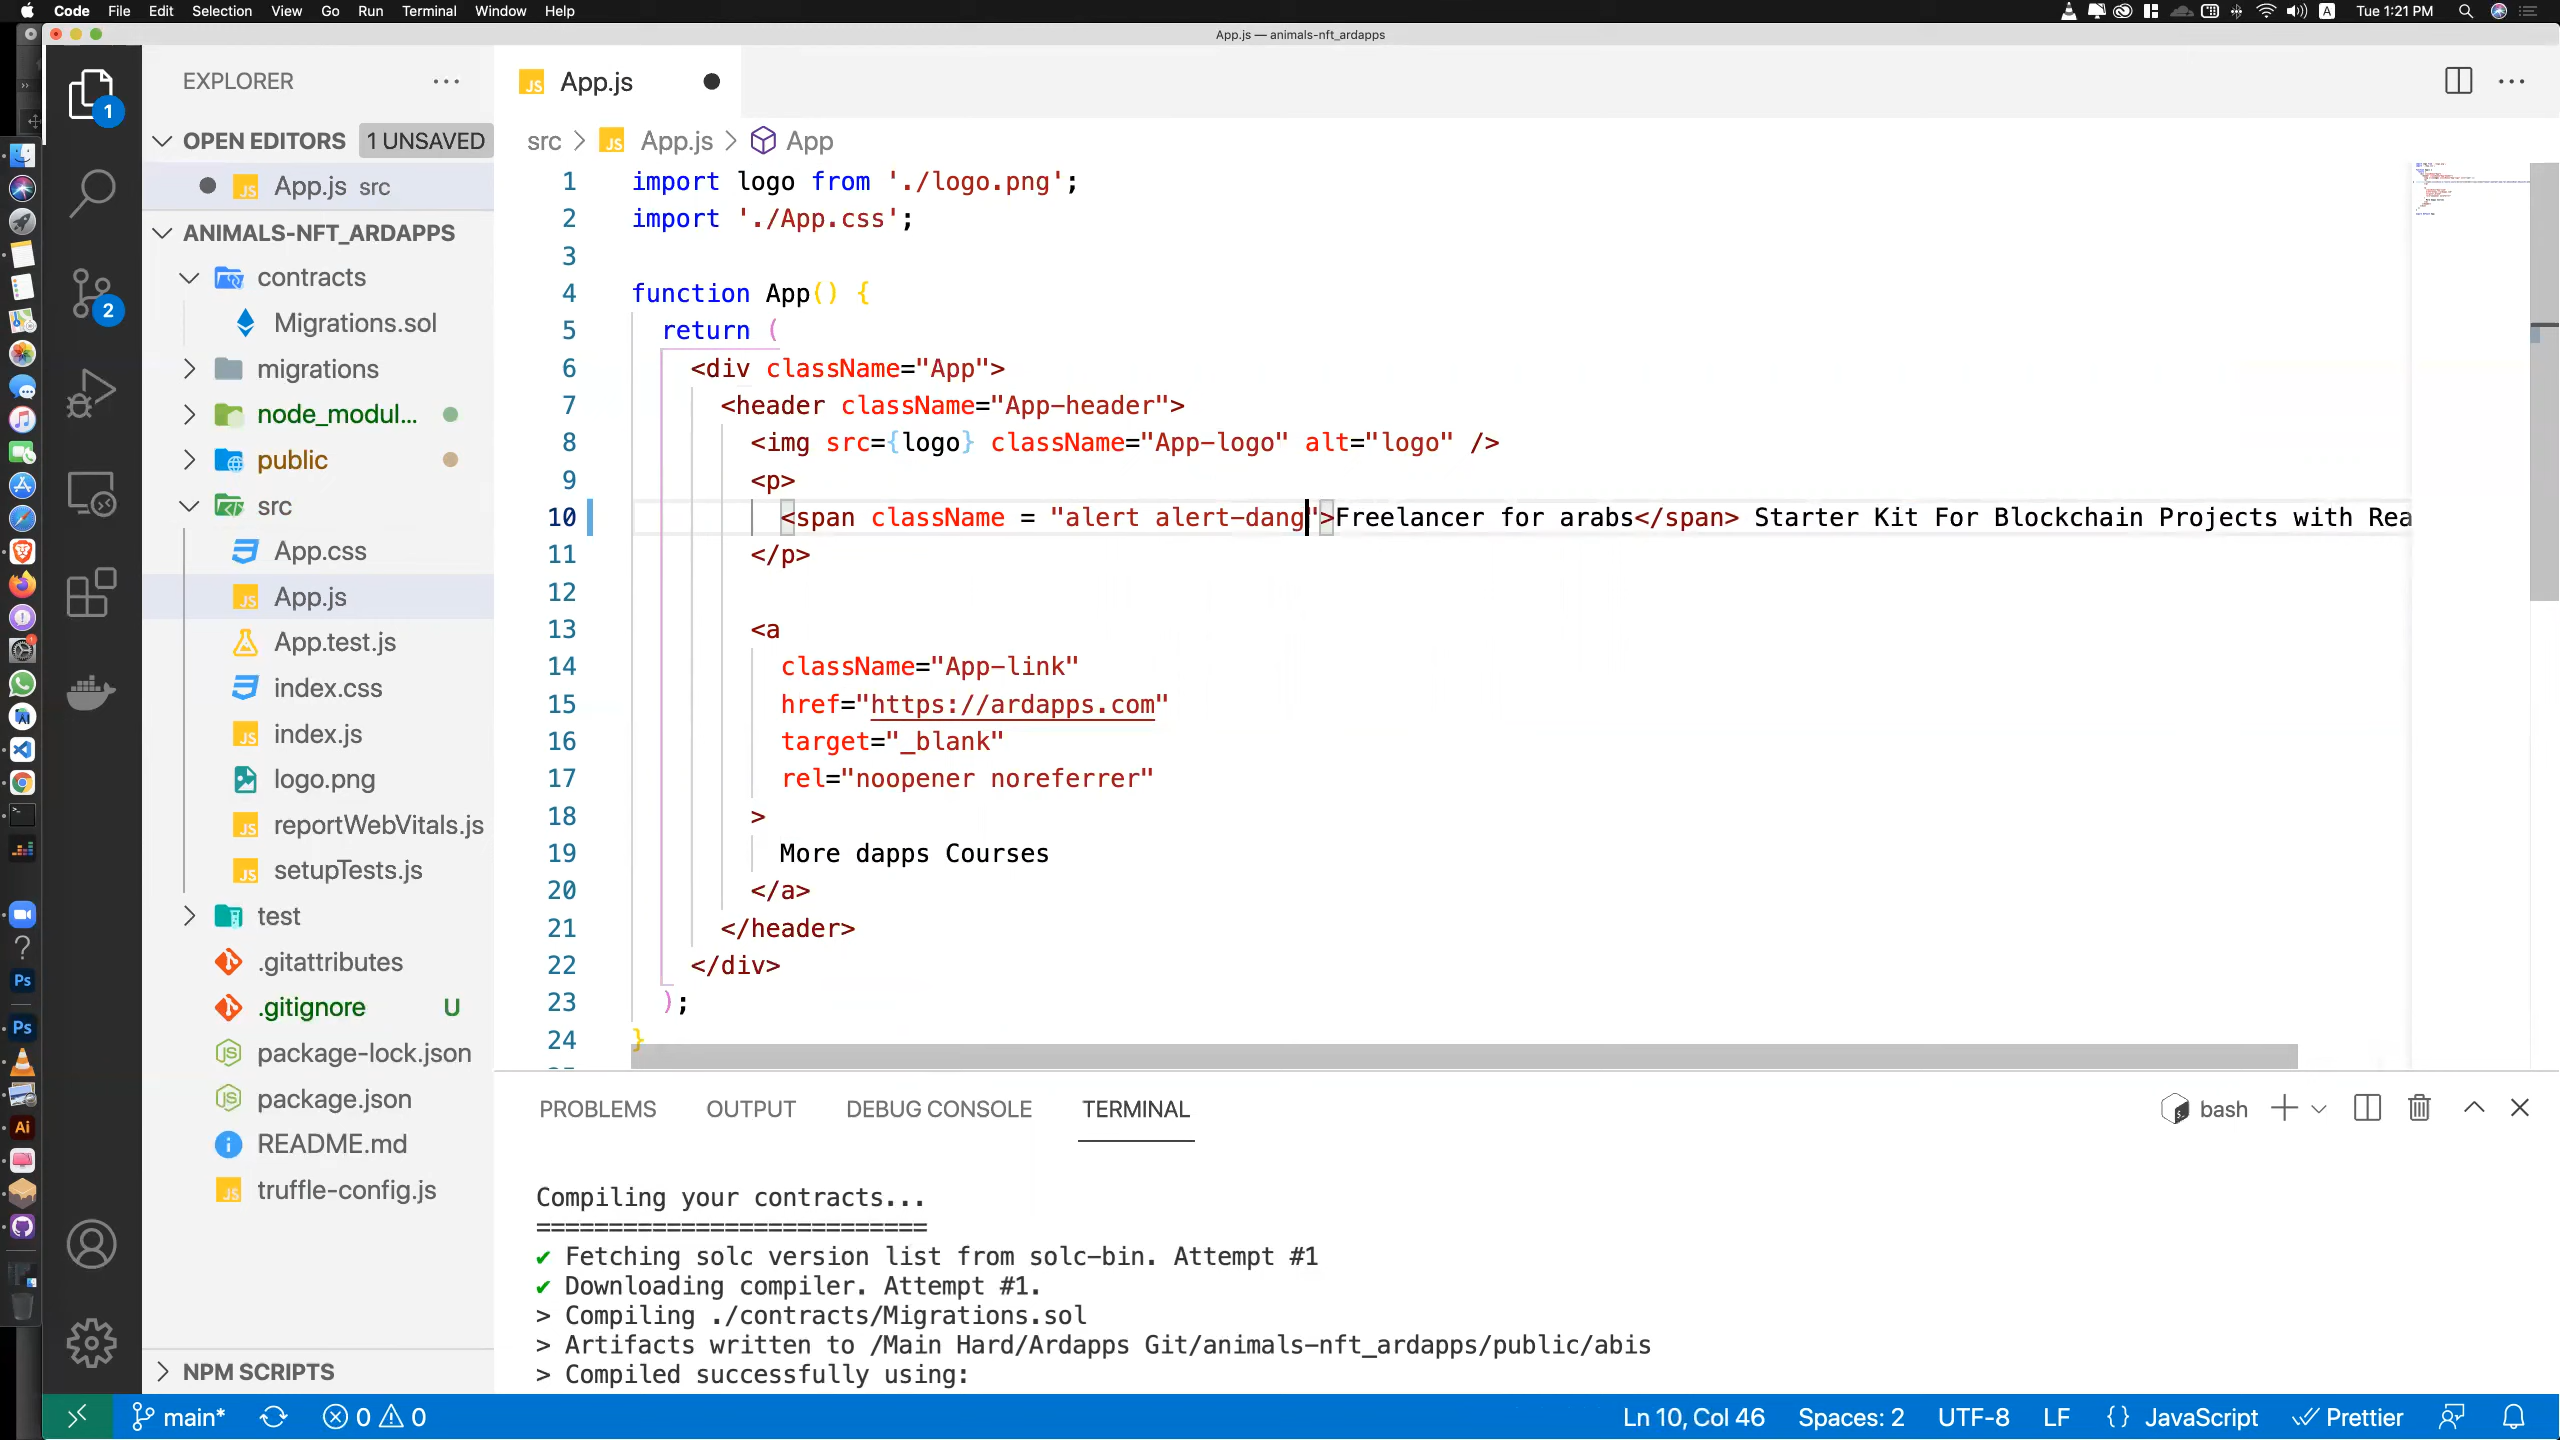 Code File Edit Selection View Go Run Terminal Window Help
A Tue 1:21 PM
App.js — animals-nft_ardapps
EXPLORER
1
OPEN EDITORS 1 UNSAVED
App.js src
ANIMALS-NFT_ARDAPPS
contracts
2
Migrations.sol
migrations
node_modul...
public
src
App.css
App.js
App.test.js
index.css
index.js
logo.png
reportWebVitals.js
setupTests.js
test
.gitattributes
.gitignore U
package-lock.json
package.json
README.md
truffle-config.js
NPM SCRIPTS
JS App.js
src > JS App.js > App
1 import logo from './logo.png';
2 import './App.css';
3
4 function App() {
5 return (
6 <div className="App">
7 <header className="App-header">
8 <img src={logo} className="App-logo" alt="logo" />
9 <p>
10 <span className = "alert alert-dang">Freelancer for arabs</span> Starter Kit For Blockchain Projects with Rea
11 </p>
12
13 <a
14 className="App-link"
15 href="https://ardapps.com"
16 target="_blank"
17 rel="noopener noreferrer"
18 >
19 More dapps Courses
20 </a>
21 </header>
22 </div>
23 );
24 }
PROBLEMS OUTPUT DEBUG CONSOLE TERMINAL
bash
Compiling your contracts...
===========================
✔ Fetching solc version list from solc-bin. Attempt #1
✔ Downloading compiler. Attempt #1.
> Compiling ./contracts/Migrations.sol
> Artifacts written to /Main Hard/Ardapps Git/animals-nft_ardapps/public/abis
> Compiled successfully using:
main* 0 0
Ln 10, Col 46 Spaces: 2 UTF-8 LF {} JavaScript Prettier
Ps
Ps
Ai